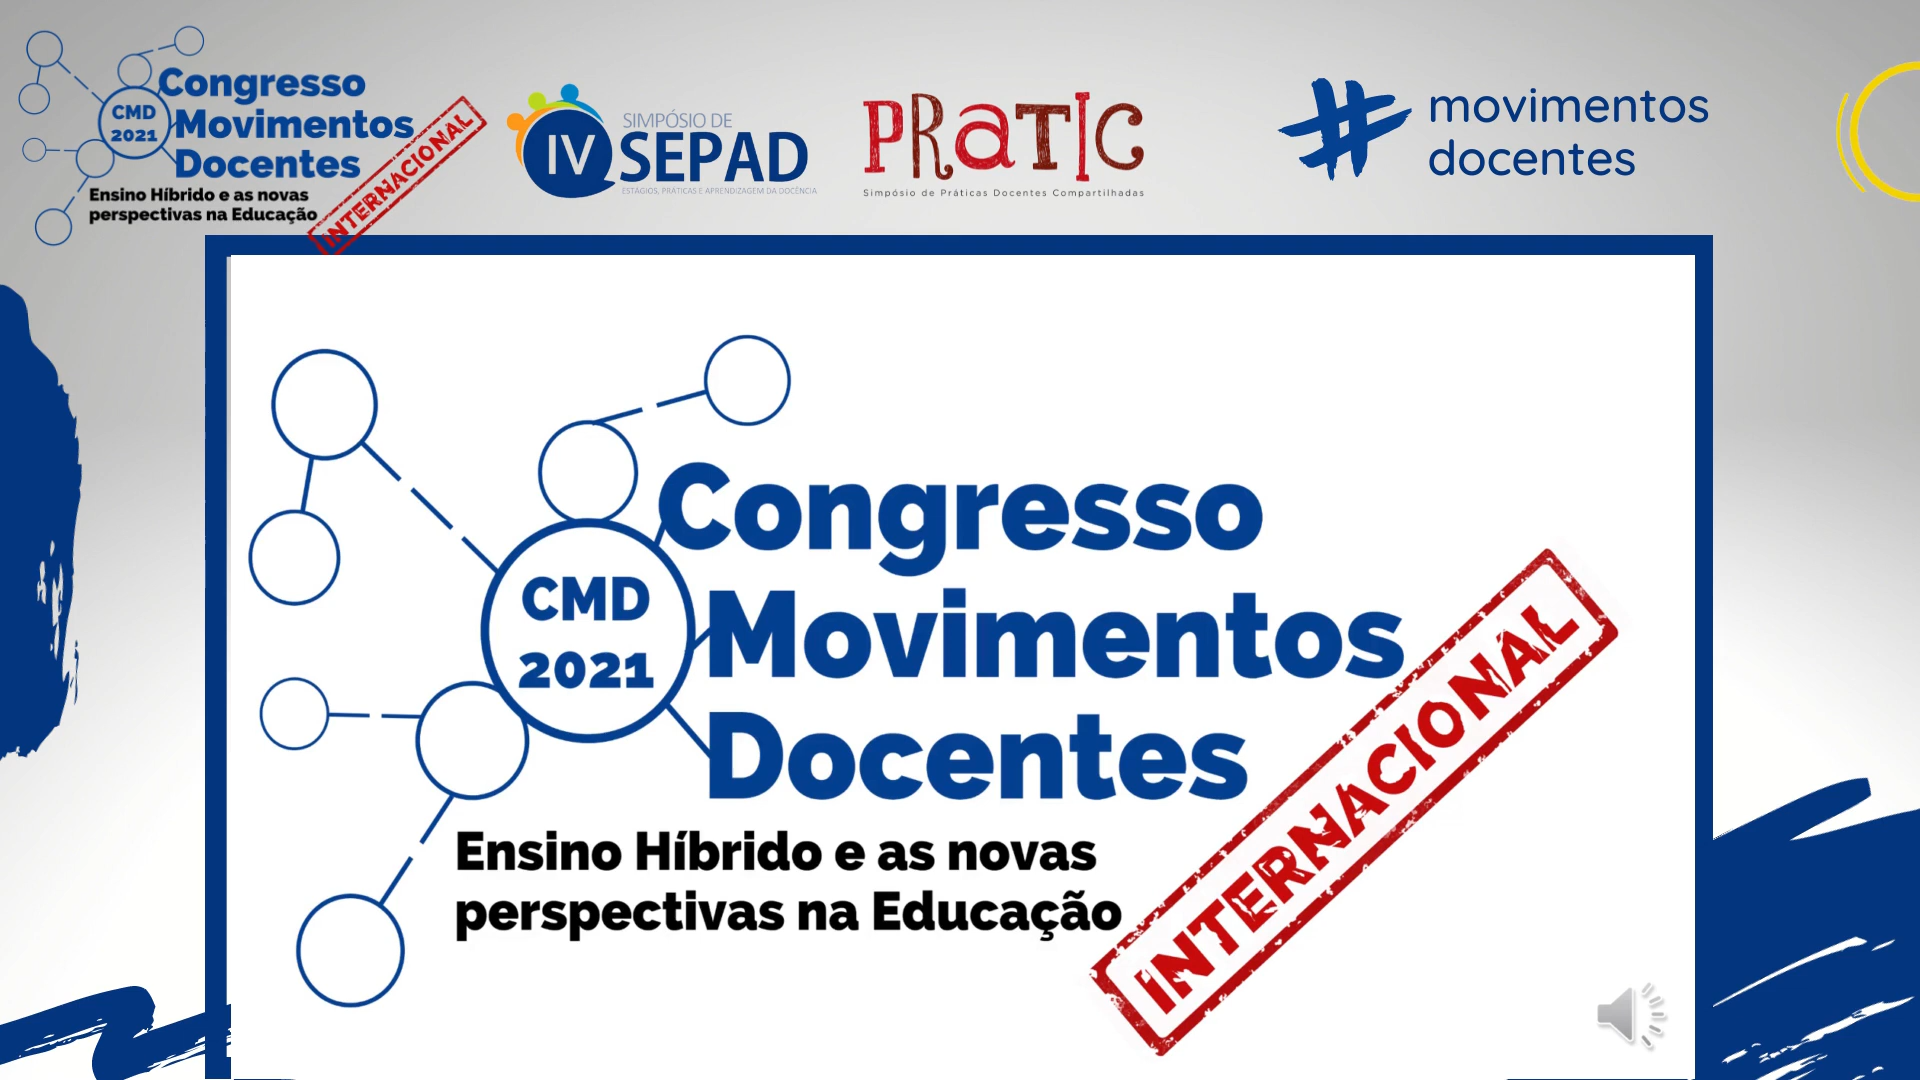 Congresso
CMD
2021
Movimentos
Docentes
Ensino Híbrido e as novas
perspectivas na Educação
INTERNACIONAL
SIMPÓSIO DE
IV SEPAD
ESTÁGIOS, PRÁTICAS E APRENDIZAGEM DA DOCÊNCIA
PRATIC
Simpósio de Práticas Docentes Compartilhadas
# movimentos
docentes
Congresso
CMD
2021
Movimentos
Docentes
Ensino Híbrido e as novas
perspectivas na Educação
INTERNACIONAL